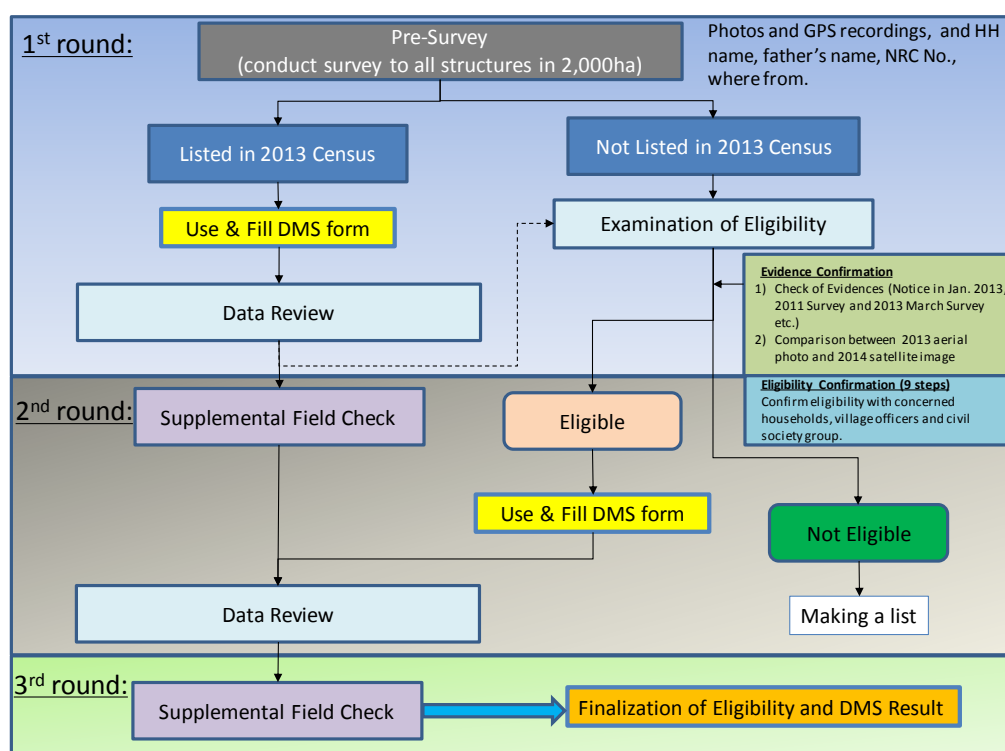 1st round:
Pre-Survey
(conduct survey to all structures in 2,000ha)
Photos and GPS recordings, and HH
name, father's name, NRC No.,
where from.
Listed in 2013 Census
Not Listed in 2013 Census
Use & Fill DMS form
Examination of Eligibility
Evidence Confirmation
1) Check of Evidences (Notice in Jan. 2013,
2011 Survey and 2013 March Survey
etc.)
2) Comparison between 2013 aerial
photo and 2014 satellite image
Data Review
2nd round:
Supplemental Field Check
Eligible
Eligibility Confirmation (9 steps)
Confirm eligibility with concerned
households, village officers and civil
society group.
Use & Fill DMS form
Not Eligible
Data Review
Making a list
3rd round:
Supplemental Field Check
Finalization of Eligibility and DMS Result